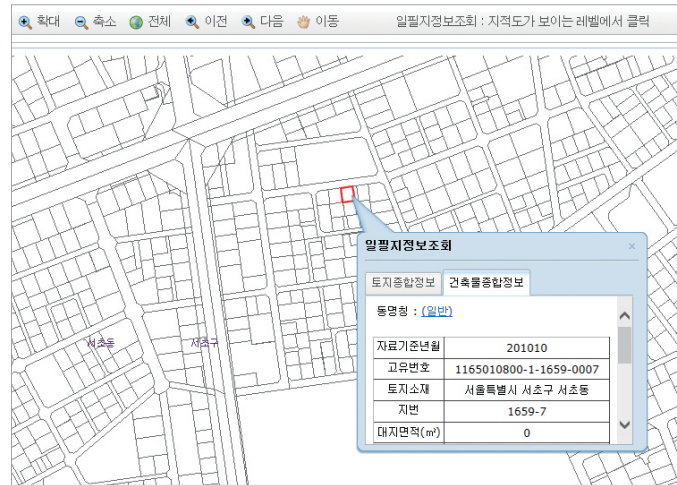 확대 축소 전체 이전 다음 이동 일필지정보조회 : 지적도가 보이는 레벨에서 클릭
일필지정보조회 ×
토지종합정보 건축물종합정보
동명칭 : (일반)
자료기준년월 201010
고유번호 1165010800-1-1659-0007
토지소재 서울특별시 서초구 서초동
지번 1659-7
대지면적(㎡) 0
서초동 서초구